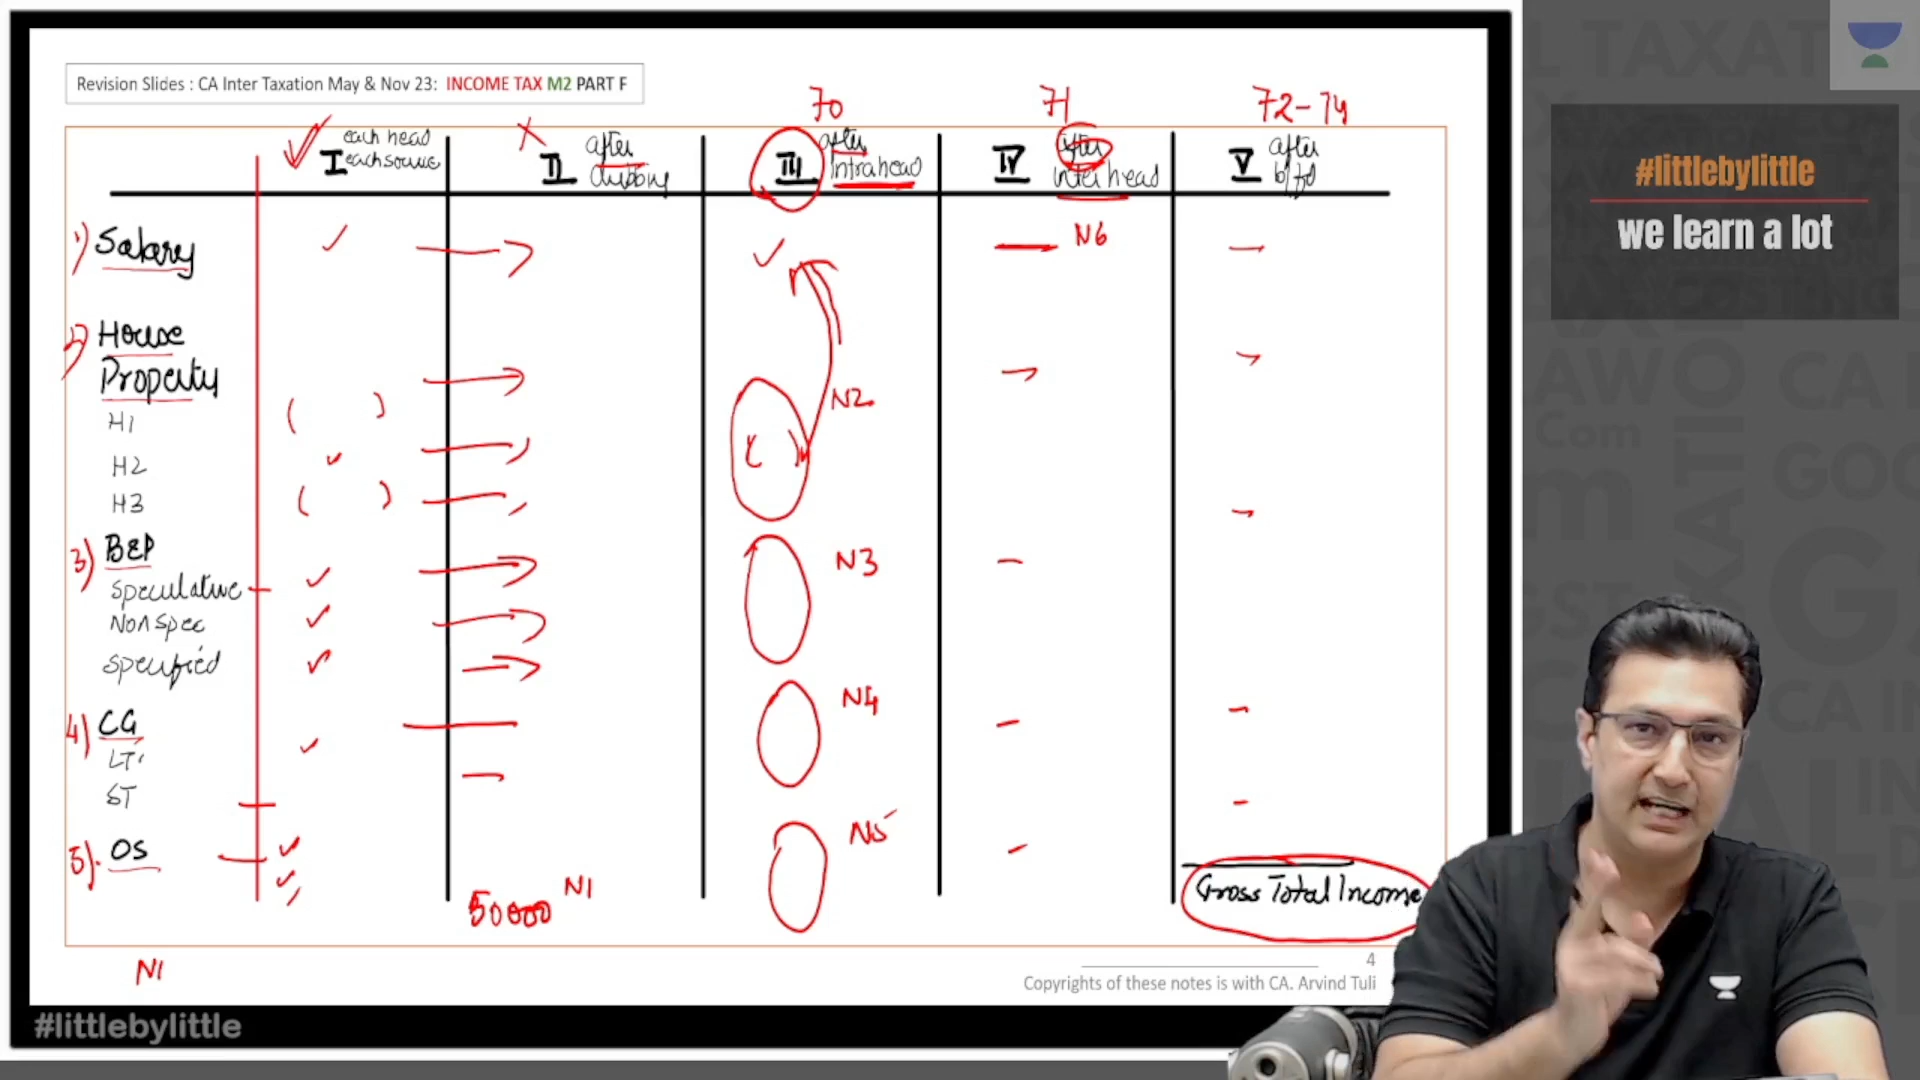 Revision Slides : CA Inter Taxation May & Nov 23: INCOME TAX M2 PART F
#littlebylittle
we learn a lot
70
71
72-74
I each head
each source
X
II after
clubbing
III after
Intrahead
IV after
Inter head
V after
b/fd
1) Salary
N6
2) House
Property
H1
( )
N2
( )
H2
H3
( )
3) B&P
Speculative
N3
Non spec
Specified
4) CG
N4
LT
ST
5). OS
N5
50000 N1
Gross Total Income
N1
4
Copyrights of these notes is with CA. Arvind Tuli
#littlebylittle